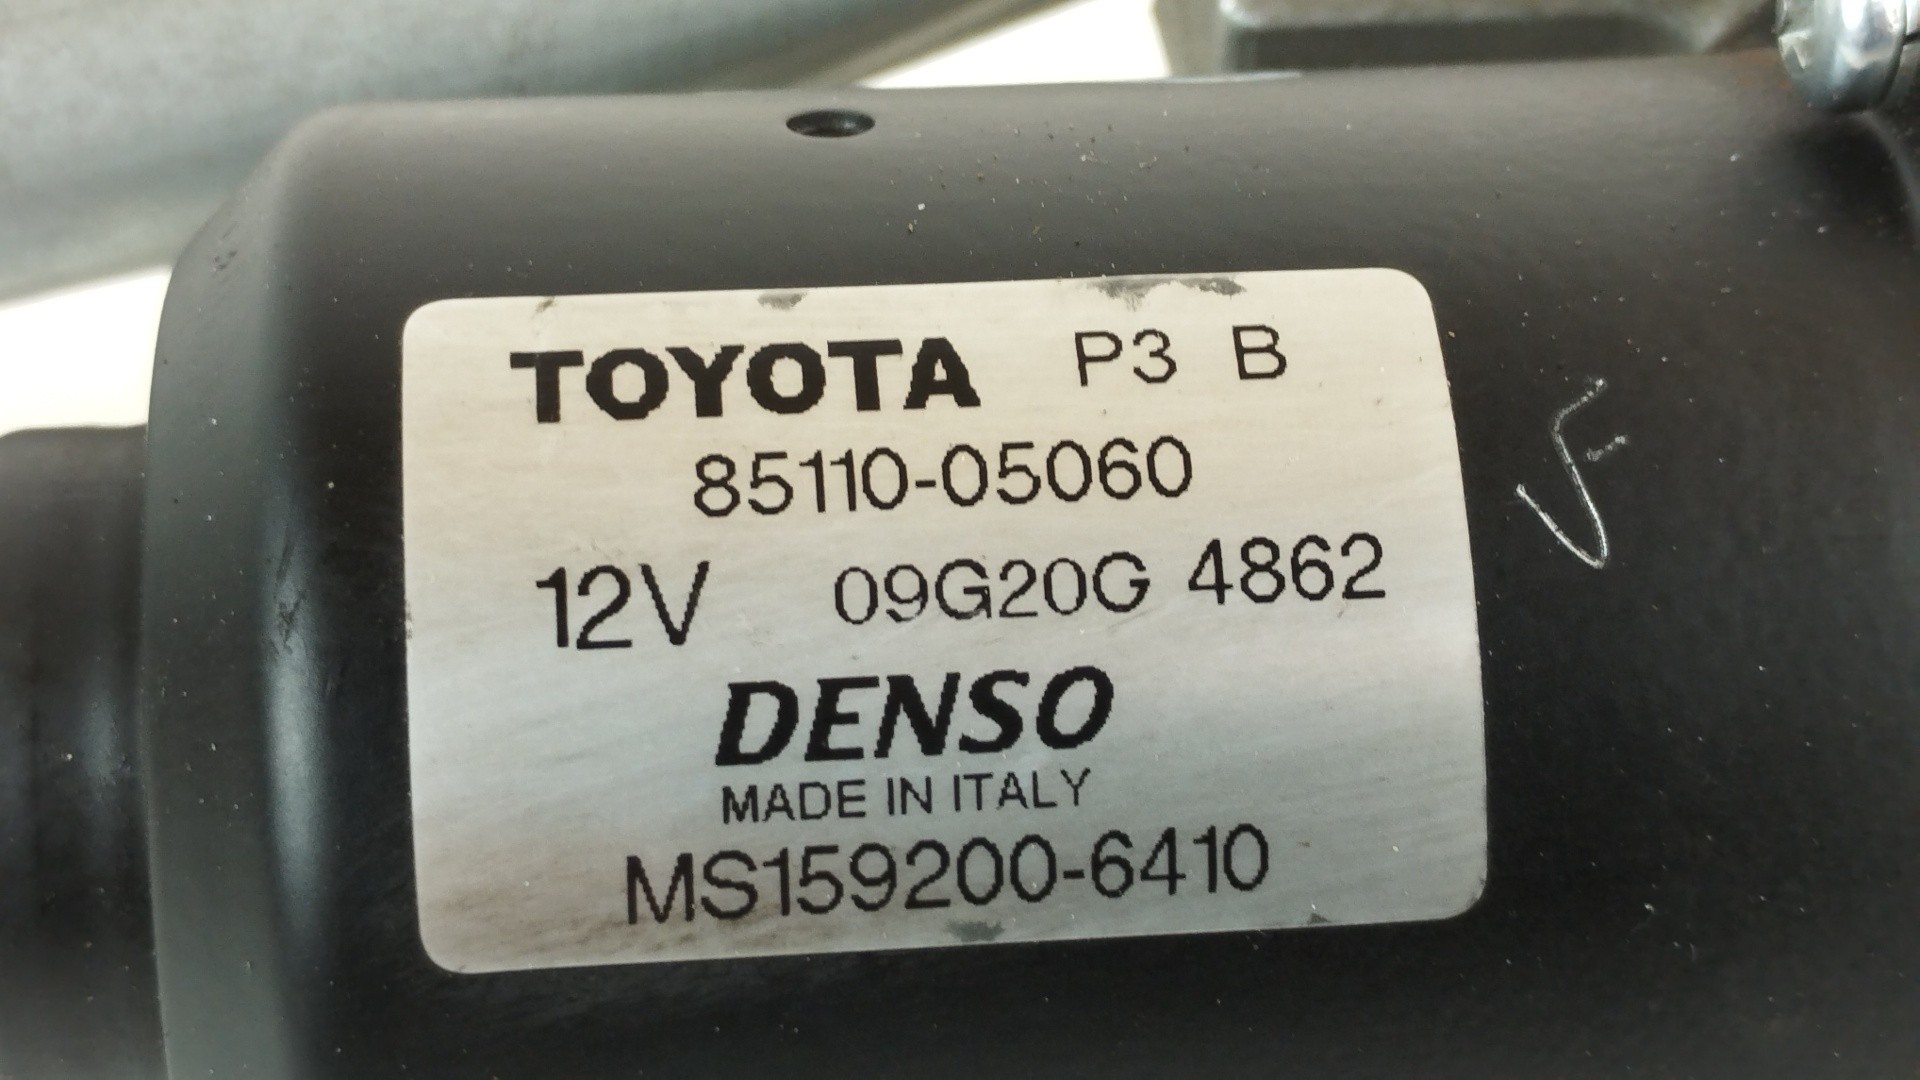 TOYOTA P3 B
85110-05060
12V 09G20G 4862
DENSO
MADE IN ITALY
MS159200-6410